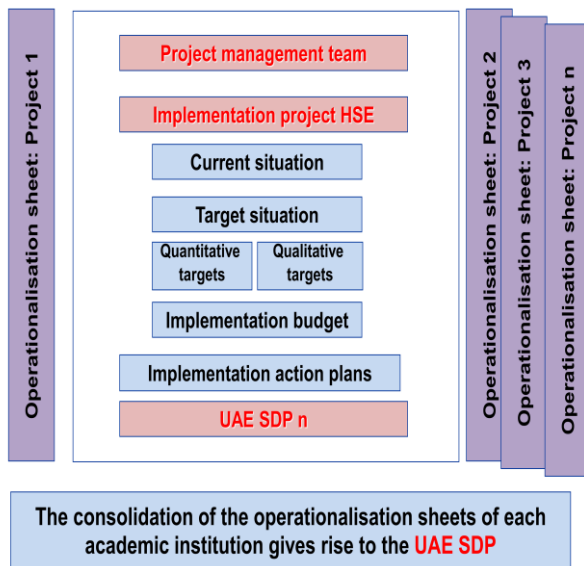 Operationalisation sheet: Project 1
Project management team
Implementation project HSE
Current situation
Target situation
Quantitative
targets
Qualitative
targets
Implementation budget
Implementation action plans
UAE SDP n
Operationalisation sheet: Project 2
Operationalisation sheet: Project 3
Operationalisation sheet: Project n
The consolidation of the operationalisation sheets of each
academic institution gives rise to the UAE SDP